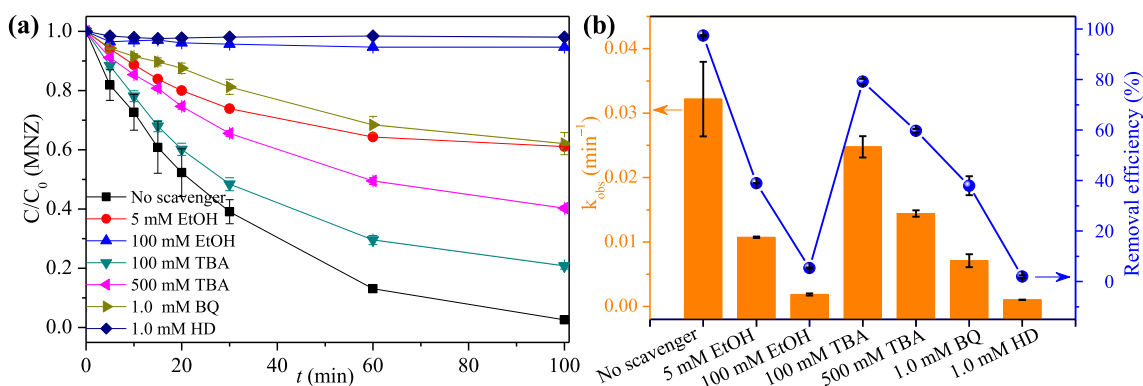 (a)
1.0
0.8
0.6
0.4
0.2
0.0
C/C₀ (MNZ)
No scavenger
5 mM EtOH
100 mM EtOH
100 mM TBA
500 mM TBA
1.0 mM BQ
1.0 mM HD
0
20
40
60
80
100
t (min)
(b)
0.04
0.03
0.02
0.01
0.00
k_obs (min⁻¹)
No scavenger
5 mM EtOH
100 mM EtOH
100 mM TBA
500 mM TBA
1.0 mM BQ
1.0 mM HD
100
80
60
40
20
0
Removal efficiency (%)